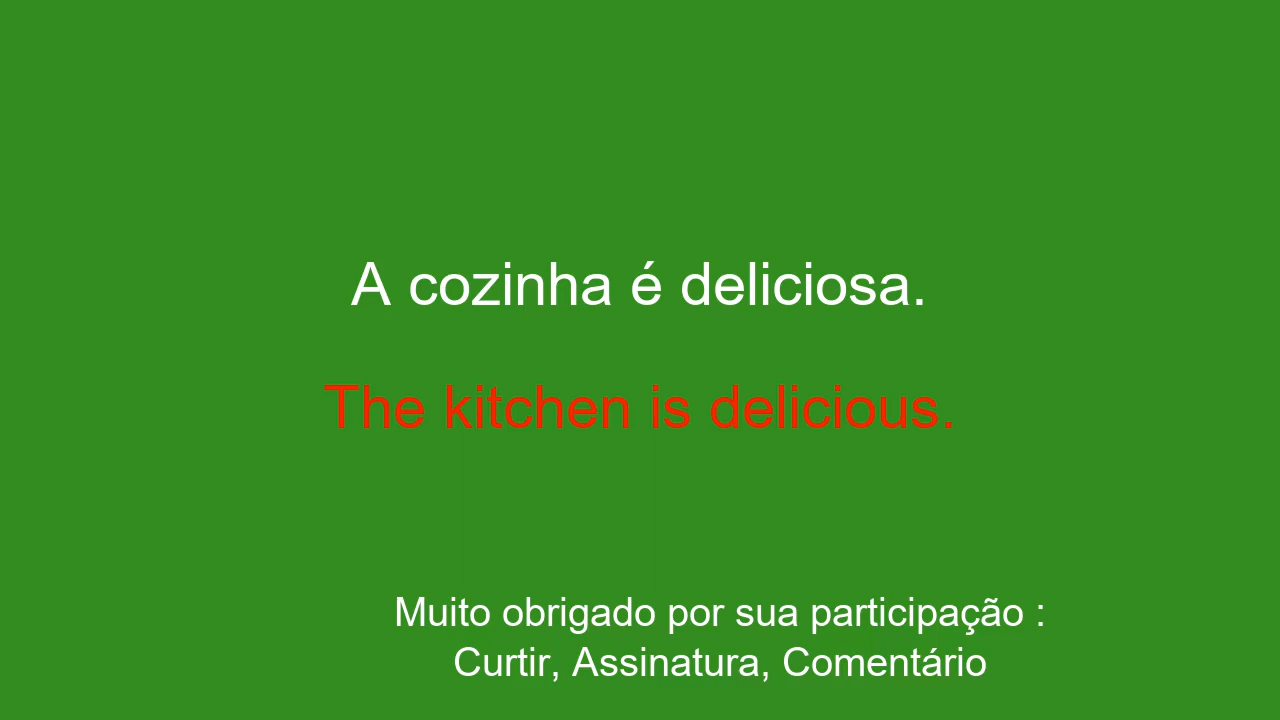 A cozinha é deliciosa.
The kitchen is delicious.
Muito obrigado por sua participação :
Curtir, Assinatura, Comentário